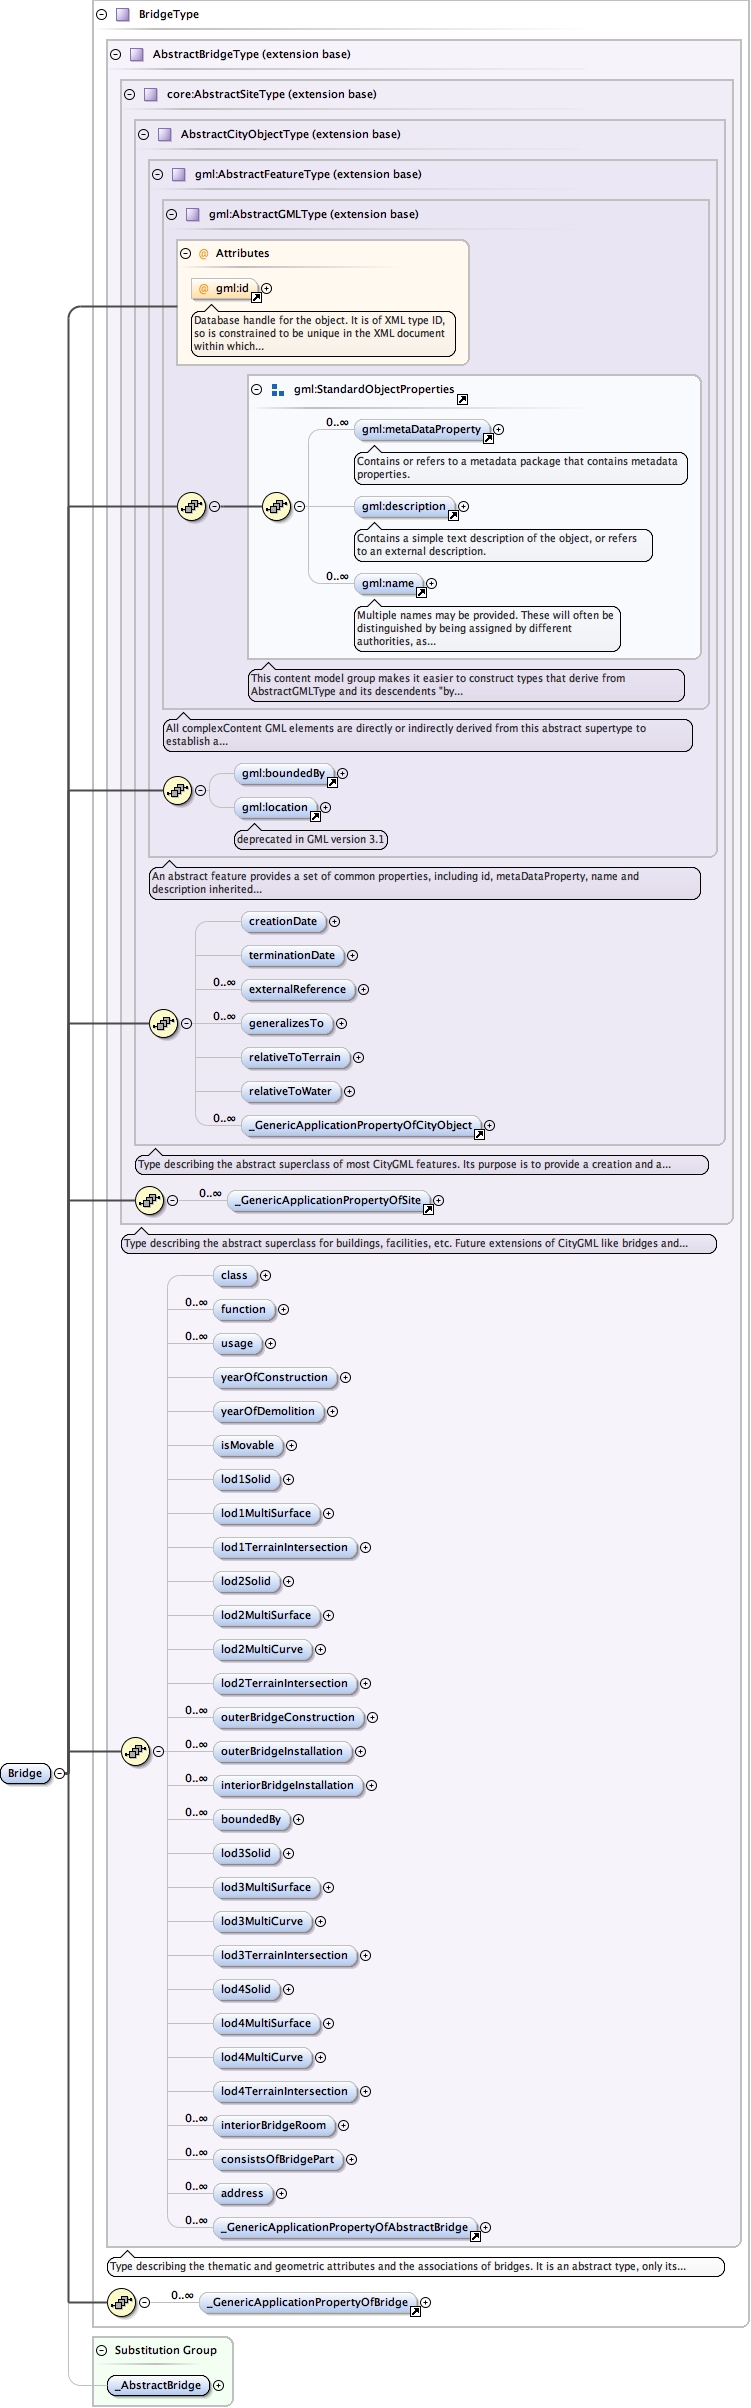 BridgeType
AbstractBridgeType (extension base)
core:AbstractSiteType (extension base)
AbstractCityObjectType (extension base)
gml:AbstractFeatureType (extension base)
gml:AbstractGMLType (extension base)
@ Attributes
@ gml:id
Database handle for the object. It is of XML type ID,
so is constrained to be unique in the XML document
within which...
gml:StandardObjectProperties
0..∞
gml:metaDataProperty
Contains or refers to a metadata package that contains metadata
properties.
gml:description
Contains a simple text description of the object, or refers
to an external description.
0..∞
gml:name
Multiple names may be provided. These will often be
distinguished by being assigned by different
authorities, as...
This content model group makes it easier to construct types that derive from
AbstractGMLType and its descendents "by...
All complexContent GML elements are directly or indirectly derived from this abstract supertype to
establish a...
gml:boundedBy
gml:location
deprecated in GML version 3.1
An abstract feature provides a set of common properties, including id, metaDataProperty, name and
description inherited...
creationDate
terminationDate
0..∞
externalReference
0..∞
generalizesTo
relativeToTerrain
relativeToWater
0..∞
_GenericApplicationPropertyOfCityObject
Type describing the abstract superclass of most CityGML features. Its purpose is to provide a creation and a...
0..∞
_GenericApplicationPropertyOfSite
Type describing the abstract superclass for buildings, facilities, etc. Future extensions of CityGML like bridges and...
class
0..∞
function
0..∞
usage
yearOfConstruction
yearOfDemolition
isMovable
lod1Solid
lod1MultiSurface
lod1TerrainIntersection
lod2Solid
lod2MultiSurface
lod2MultiCurve
lod2TerrainIntersection
0..∞
outerBridgeConstruction
0..∞
outerBridgeInstallation
Bridge
0..∞
interiorBridgeInstallation
0..∞
boundedBy
lod3Solid
lod3MultiSurface
lod3MultiCurve
lod3TerrainIntersection
lod4Solid
lod4MultiSurface
lod4MultiCurve
lod4TerrainIntersection
0..∞
interiorBridgeRoom
0..∞
consistsOfBridgePart
0..∞
address
0..∞
_GenericApplicationPropertyOfAbstractBridge
Type describing the thematic and geometric attributes and the associations of bridges. It is an abstract type, only its...
0..∞
_GenericApplicationPropertyOfBridge
Substitution Group
_AbstractBridge